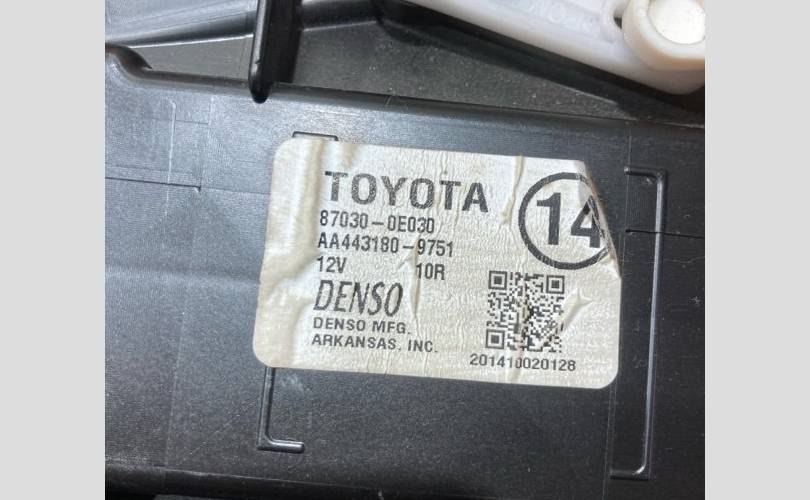 TOYOTA
14
87030-0E030
AA443180-9751
12V 10R
DENSO
DENSO MFG.
ARKANSAS, INC.
201410020128